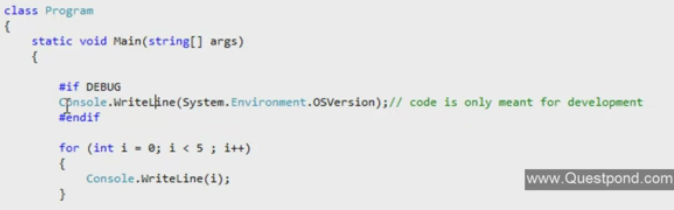 class Program
{
    static void Main(string[] args)
    {
        #if DEBUG
        Console.WriteLine(System.Environment.OSVersion);// code is only meant for development
        #endif
        for (int i = 0; i < 5 ; i++)
        {
            Console.WriteLine(i);
        }
www.Questpond.com